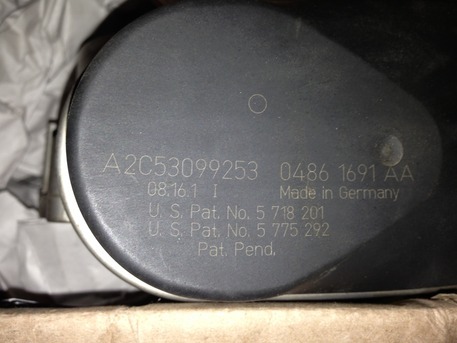 A2C53099253 0486 1691 AA
08.16.1 I Made in Germany
U. S. Pat. No. 5 718 201
U. S. Pat. No. 5 775 292
Pat. Pend.